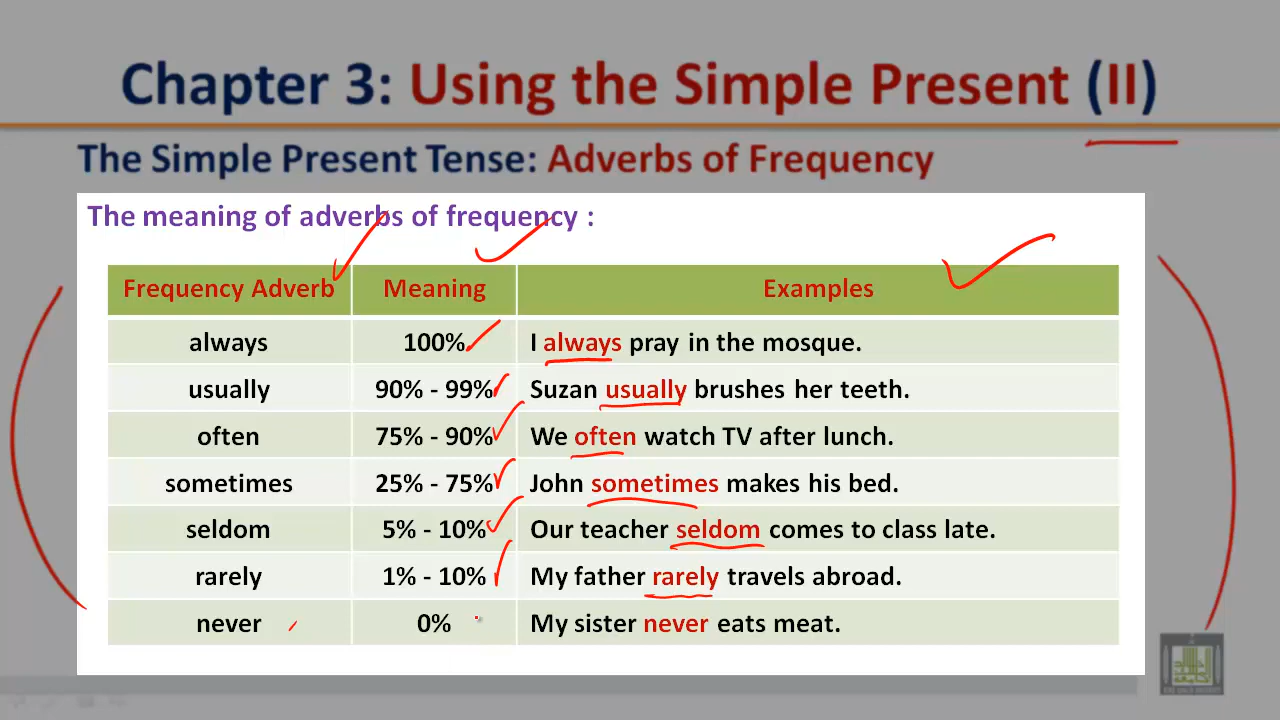 Chapter 3: Using the Simple Present (II)
The Simple Present Tense: Adverbs of Frequency
The meaning of adverbs of frequency :
Frequency Adverb Meaning Examples
always 100% I always pray in the mosque.
usually 90% - 99% Suzan usually brushes her teeth.
often 75% - 90% We often watch TV after lunch.
sometimes 25% - 75% John sometimes makes his bed.
seldom 5% - 10% Our teacher seldom comes to class late.
rarely 1% - 10% My father rarely travels abroad.
never 0% My sister never eats meat.